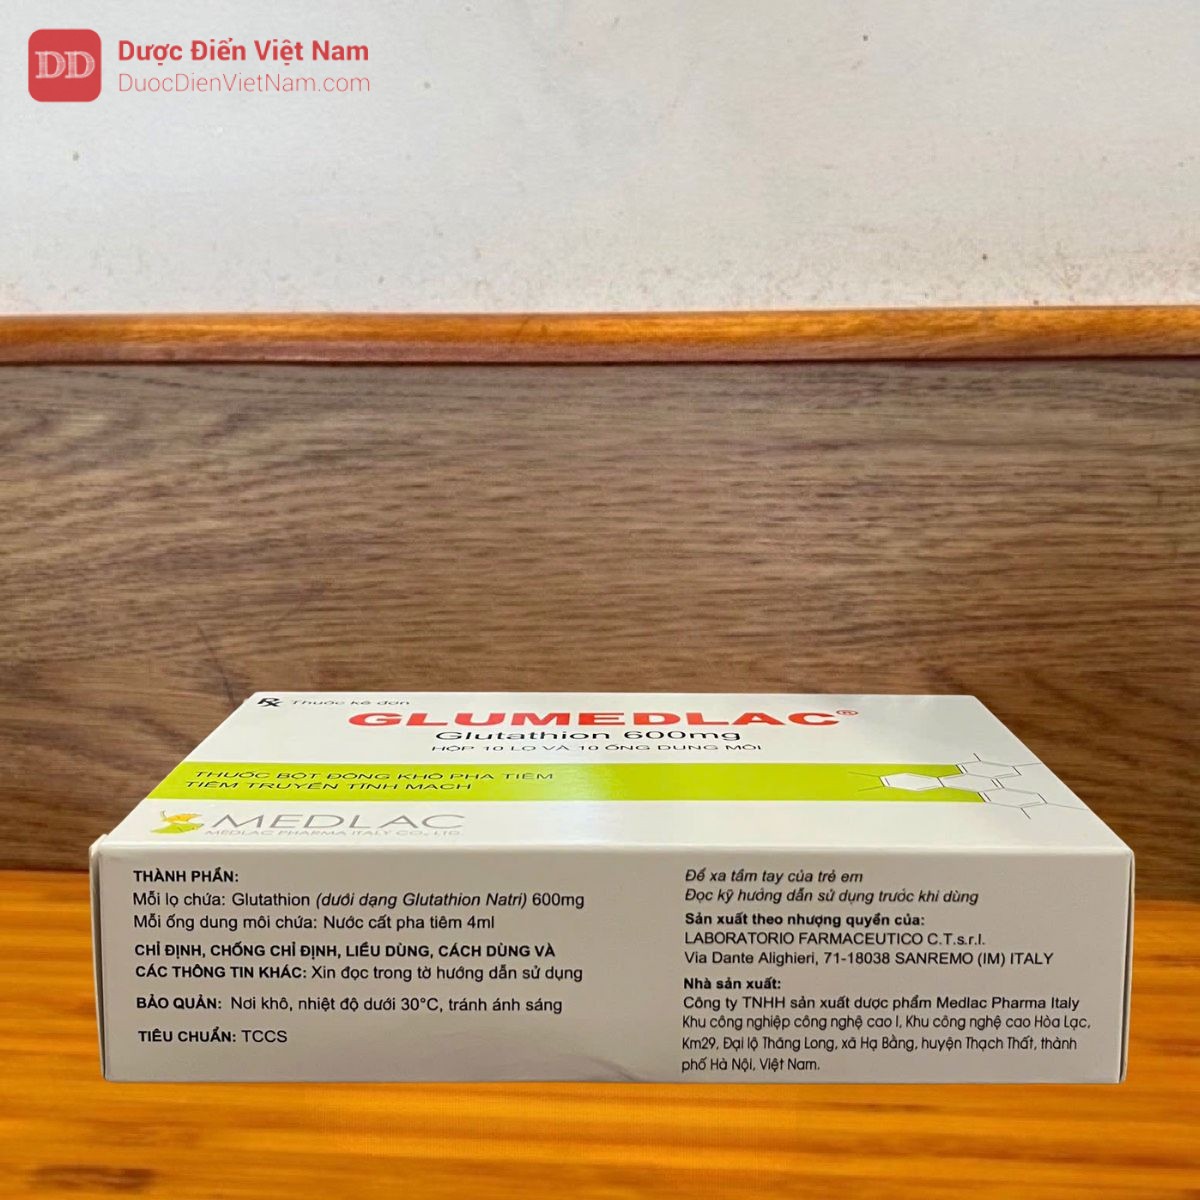 DD
Dược Điển Việt Nam
DuocDienVietNam.com
Rx Thuốc kê đơn
GLUMEDLAC®
Glutathion 600mg
HỘP 10 LỌ VÀ 10 ỐNG DUNG MÔI
THUỐC BỘT ĐÔNG KHÔ PHA TIÊM
TIÊM TRUYỀN TĨNH MẠCH
MEDLAC
MEDLAC PHARMA ITALY CO., LTD.
THÀNH PHẦN:
Mỗi lọ chứa: Glutathion (dưới dạng Glutathion Natri) 600mg
Mỗi ống dung môi chứa: Nước cất pha tiêm 4ml
CHỈ ĐỊNH, CHỐNG CHỈ ĐỊNH, LIỀU DÙNG, CÁCH DÙNG VÀ
CÁC THÔNG TIN KHÁC: Xin đọc trong tờ hướng dẫn sử dụng
BẢO QUẢN: Nơi khô, nhiệt độ dưới 30°C, tránh ánh sáng
TIÊU CHUẨN: TCCS
Để xa tầm tay của trẻ em
Đọc kỹ hướng dẫn sử dụng trước khi dùng
Sản xuất theo nhượng quyền của:
LABORATORIO FARMACEUTICO C.T.s.r.l.
Via Dante Alighieri, 71-18038 SANREMO (IM) ITALY
Nhà sản xuất:
Công ty TNHH sản xuất dược phẩm Medlac Pharma Italy
Khu công nghiệp công nghệ cao I, Khu công nghệ cao Hòa Lạc,
Km29, Đại lộ Thăng Long, xã Hạ Bằng, huyện Thạch Thất, thành
phố Hà Nội, Việt Nam.